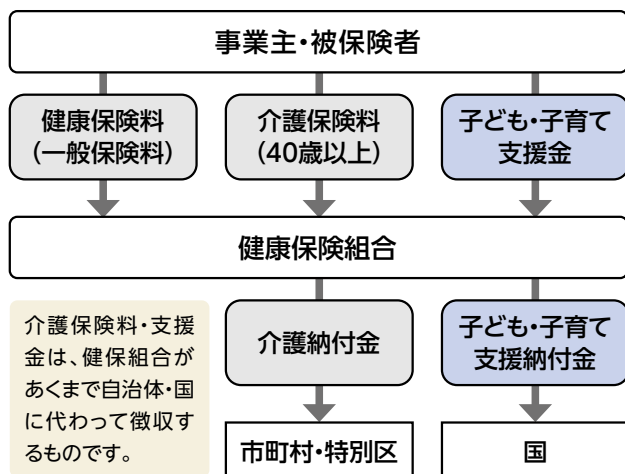 事業主・被保険者
健康保険料
（一般保険料）
介護保険料
（40歳以上）
子ども・子育て
支援金
健康保険組合
介護保険料・支援
金は、健保組合が
あくまで自治体・国
に代わって徴収す
るものです。
介護納付金
子ども・子育て
支援納付金
市町村・特別区
国